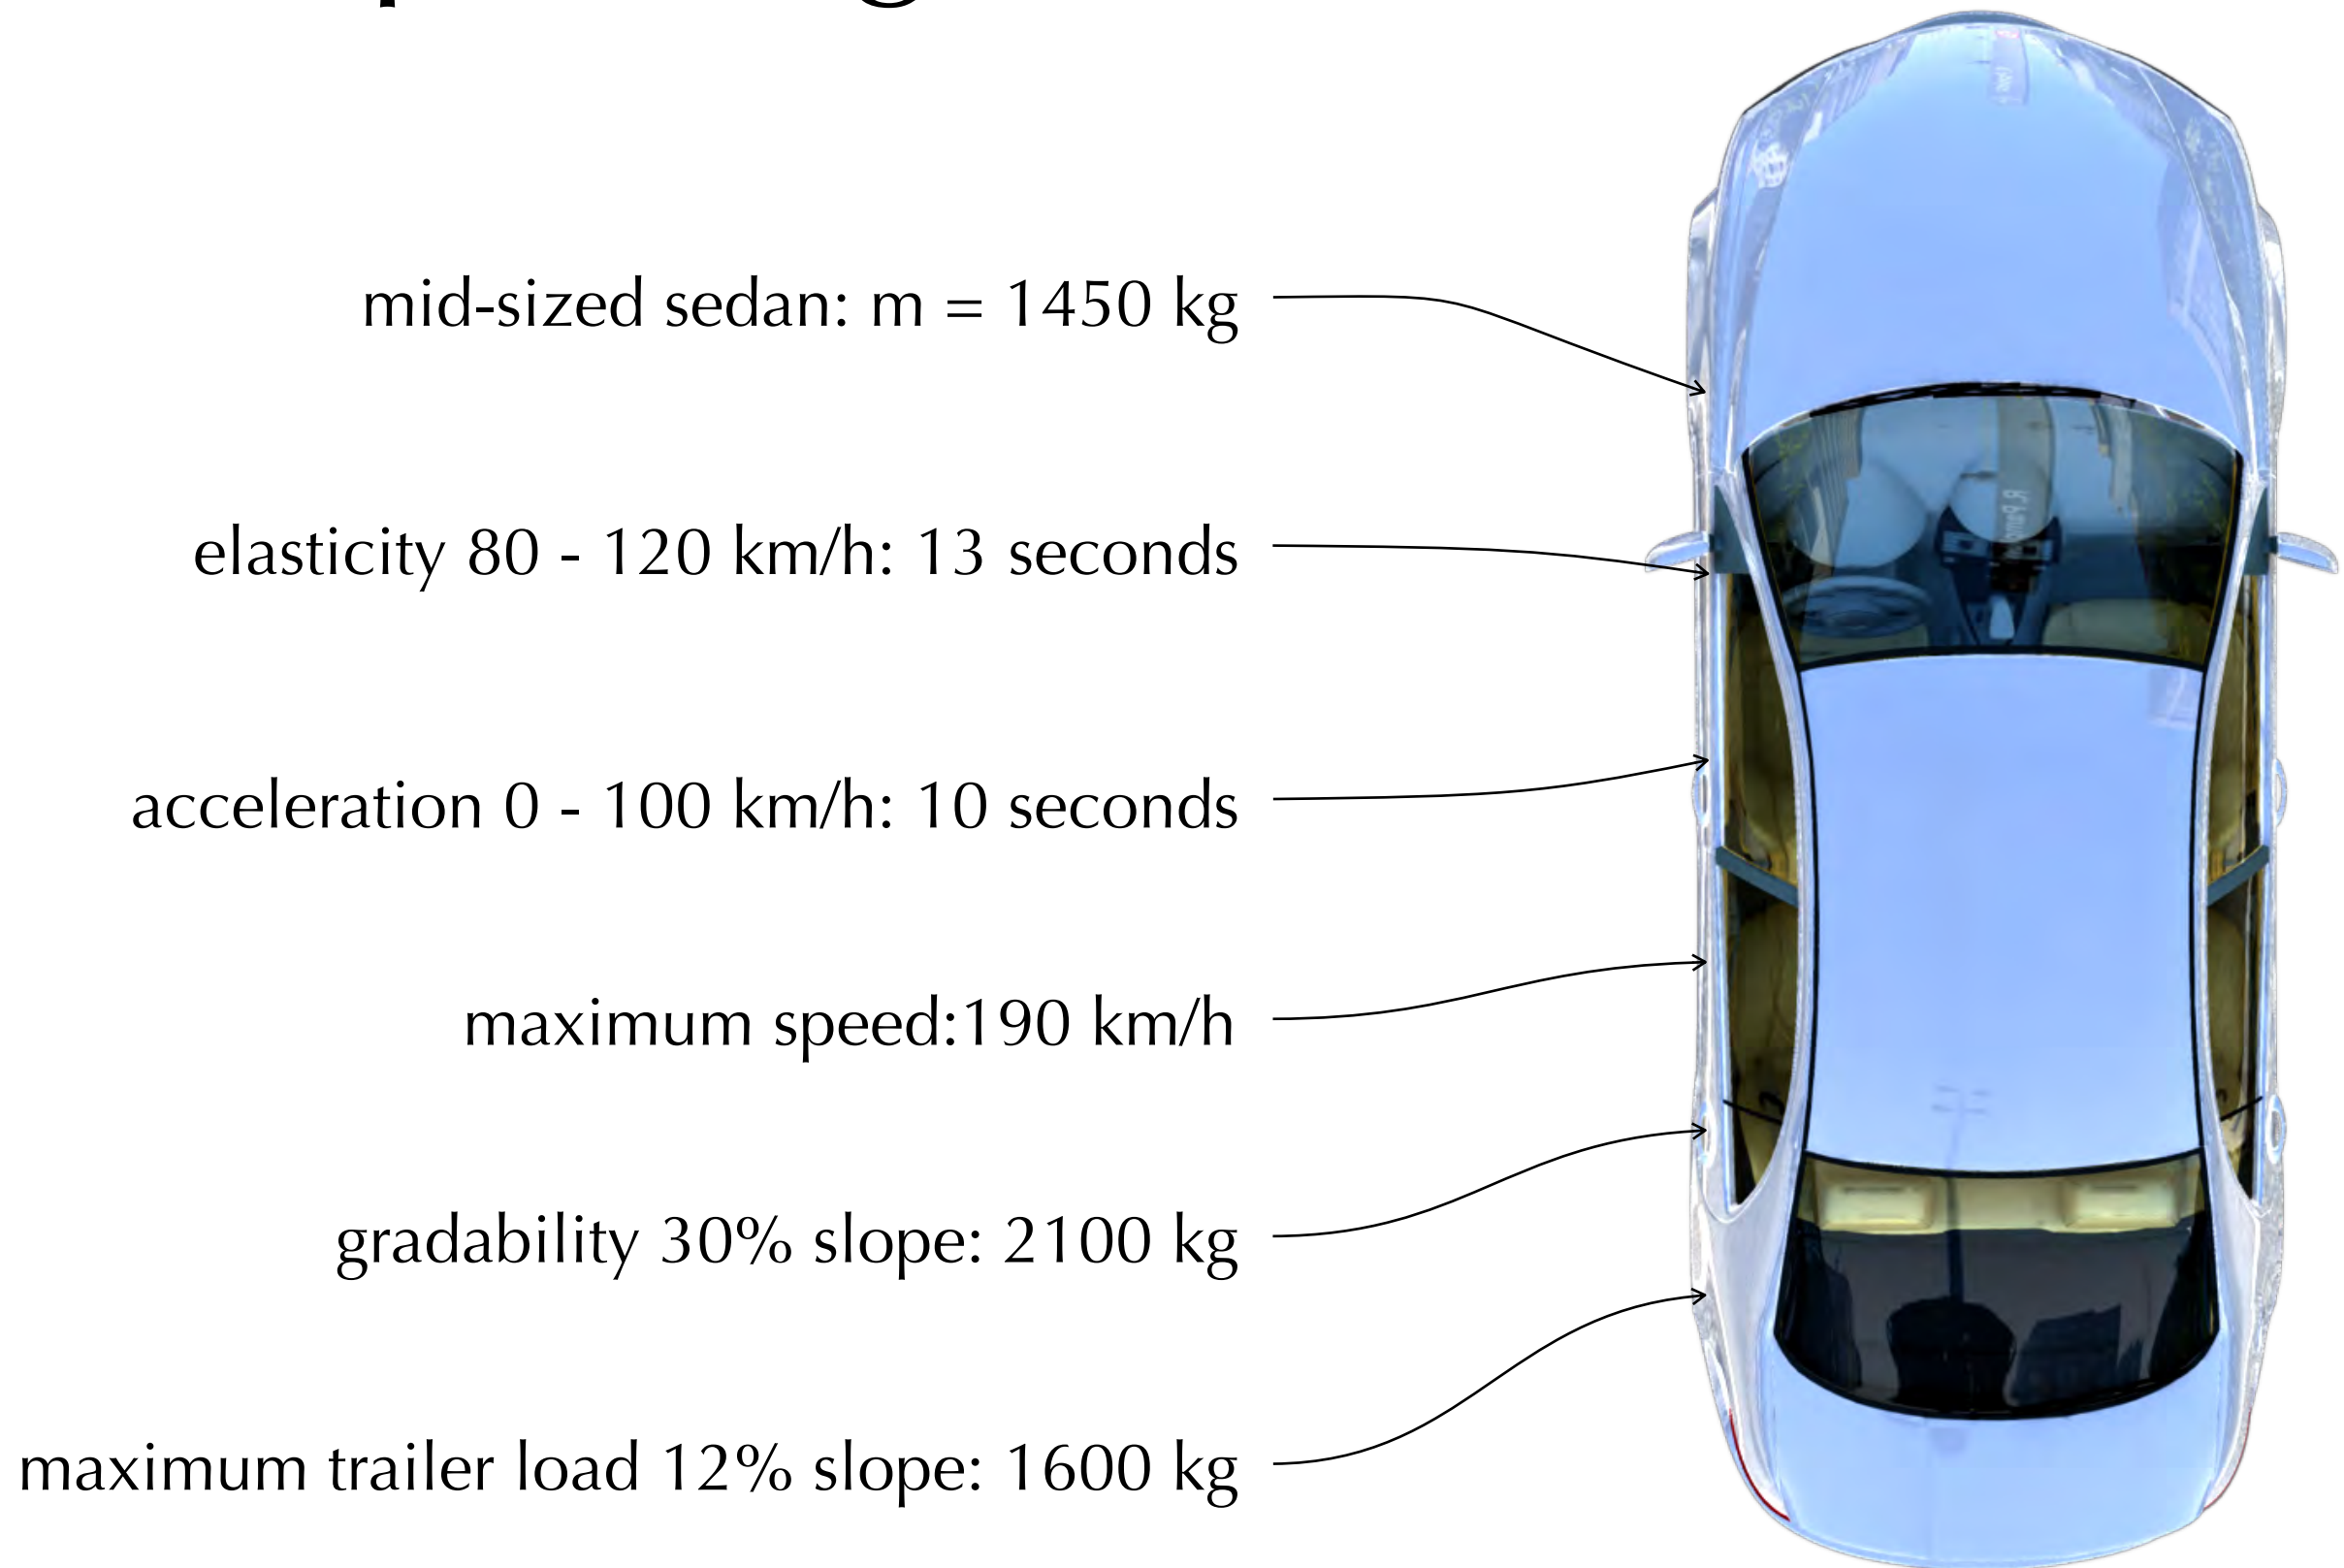 mid-sized sedan: m = 1450 kg
elasticity 80 - 120 km/h: 13 seconds
acceleration 0 - 100 km/h: 10 seconds
maximum speed:190 km/h
gradability 30% slope: 2100 kg
maximum trailer load 12% slope: 1600 kg